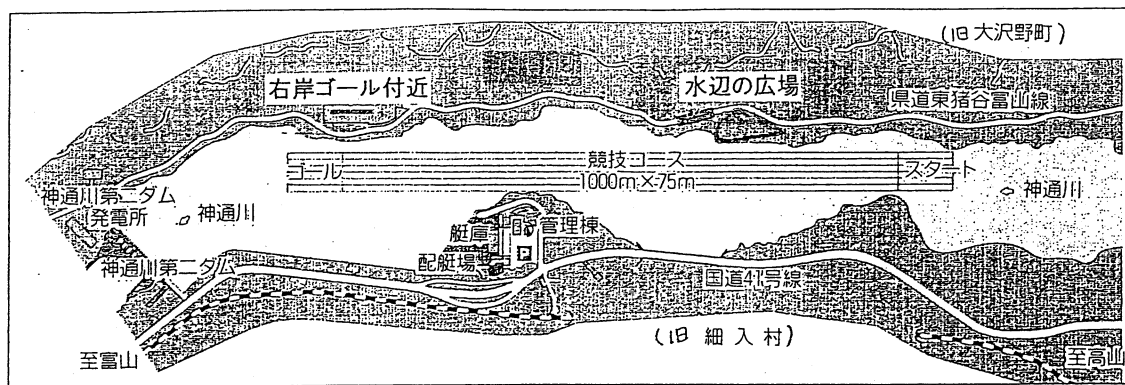 (旧大沢野町)
右岸ゴール付近
水辺の広場
県道東猪谷富山線
ゴール
競技コース
1000m×75m
スタート
神通川第二ダム
発電所
神通川
神通川
艇庫
管理棟
P
配艇場
神通川第二ダム
国道41号線
(旧細入村)
至富山
至高山